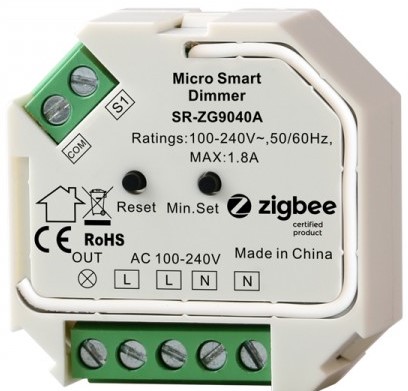 Micro Smart
Dimmer
SR-ZG9040A
Ratings:100-240V~,50/60Hz,
MAX:1.8A
S1
COM
Reset
Min.Set
zigbee
certified
product
CE RoHS
OUT
AC 100-240V
Made in China
L
L
N
N